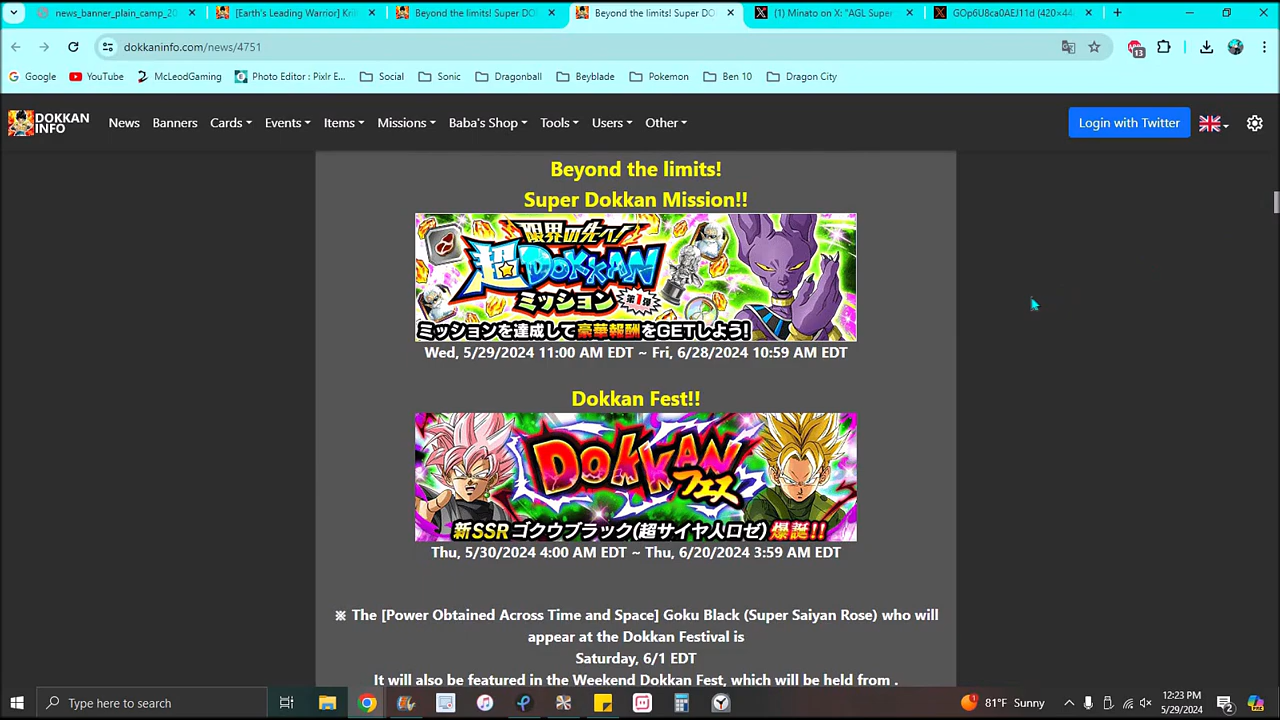 news_banner_plain_camp_20
[Earth's Leading Warrior] Kril
Beyond the limits! Super DO
Beyond the limits! Super DO
(1) Minato on X: "AGL Super
GOp6U8ca0AEJ11d (420×44
dokkaninfo.com/news/4751
13
Google
YouTube
McLeodGaming
Photo Editor : Pixlr E...
Social
Sonic
Dragonball
Beyblade
Pokemon
Ben 10
Dragon City
DOKKAN
INFO
News
Banners
Cards
Events
Items
Missions
Baba's Shop
Tools
Users
Other
Login with Twitter
Beyond the limits!
Super Dokkan Mission!!
限界の先へ!
超DOKKAN
ミッション 第1弾
ミッションを達成して豪華報酬をGETしよう!
Wed, 5/29/2024 11:00 AM EDT ~ Fri, 6/28/2024 10:59 AM EDT
Dokkan Fest!!
DOKKAN
フェス
新SSR ゴクウブラック(超サイヤ人ロゼ) 爆誕!!
Thu, 5/30/2024 4:00 AM EDT ~ Thu, 6/20/2024 3:59 AM EDT
※ The [Power Obtained Across Time and Space] Goku Black (Super Saiyan Rose) who will
appear at the Dokkan Festival is
Saturday, 6/1 EDT
It will also be featured in the Weekend Dokkan Fest, which will be held from .
Type here to search
81°F Sunny
12:23 PM
5/29/2024
2